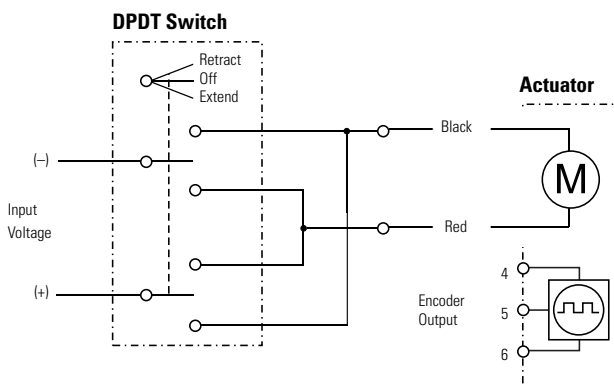 DPDT Switch
Retract
Off
Extend
Actuator
Black
(–)
M
Input
Voltage
Red
(+)
4
Encoder
Output
5
6